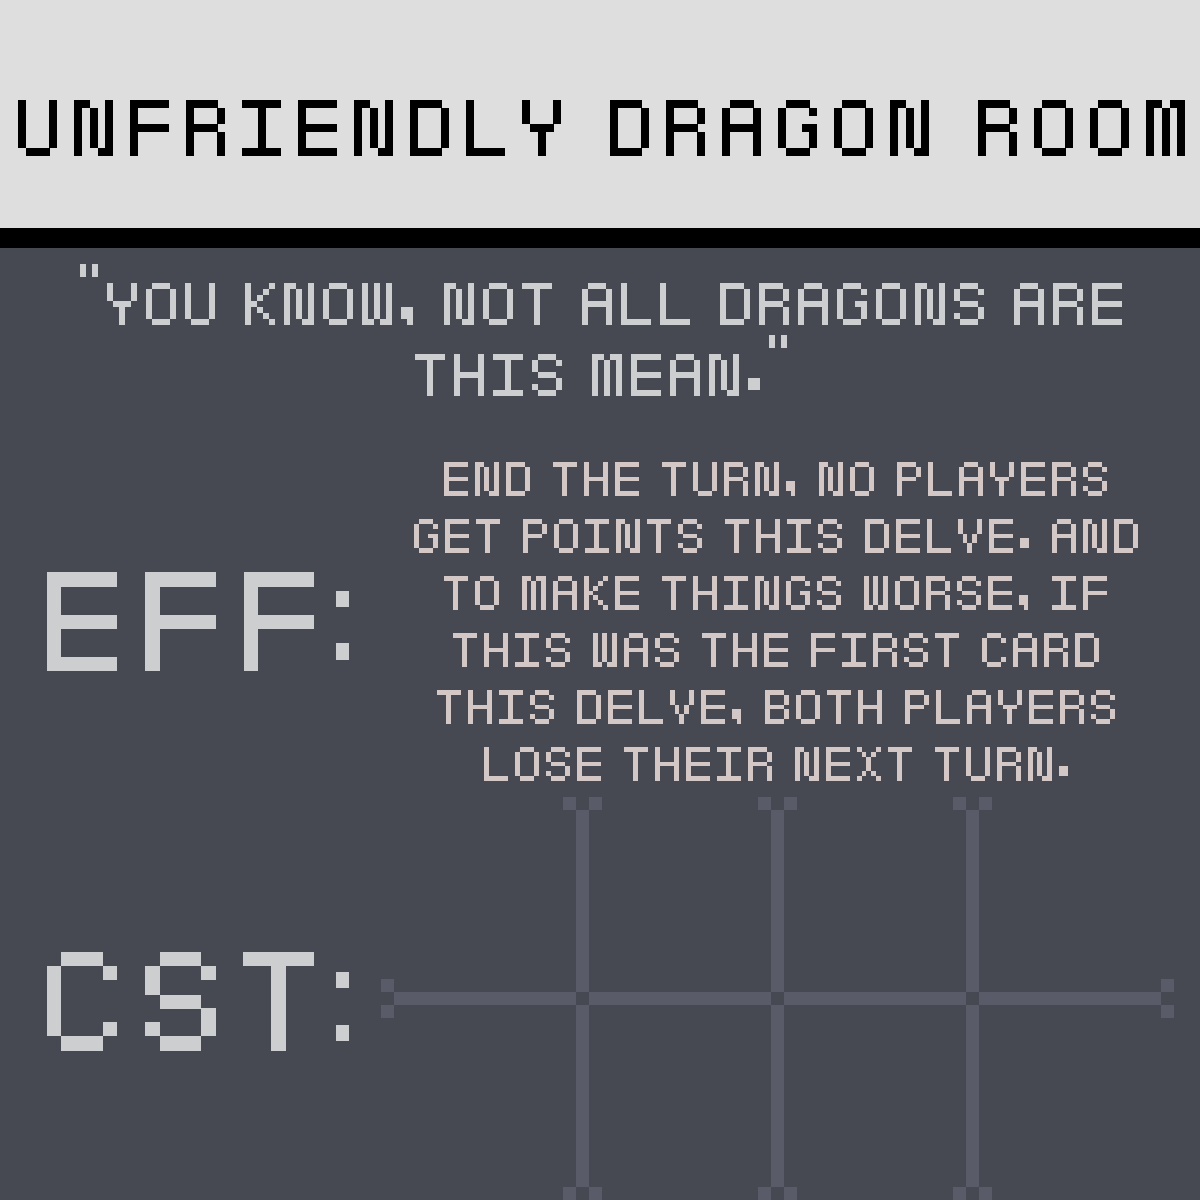 UNFRIENDLY DRAGON ROOM
"YOU KNOW, NOT ALL DRAGONS ARE
THIS MEAN."
END THE TURN, NO PLAYERS
GET POINTS THIS DELVE. AND
TO MAKE THINGS WORSE, IF
THIS WAS THE FIRST CARD
THIS DELVE, BOTH PLAYERS
LOSE THEIR NEXT TURN.
EFF:
CST: